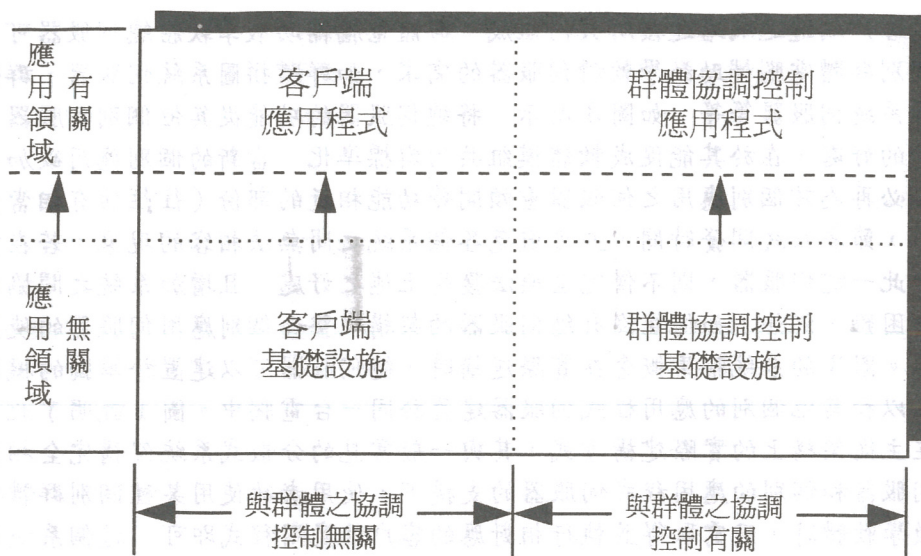 應用領域
有關
客戶端
應用程式
群體協調控制
應用程式
應用領域
無關
客戶端
基礎設施
群體協調控制
基礎設施
與群體之協調
控制無關
與群體之協調
控制有關